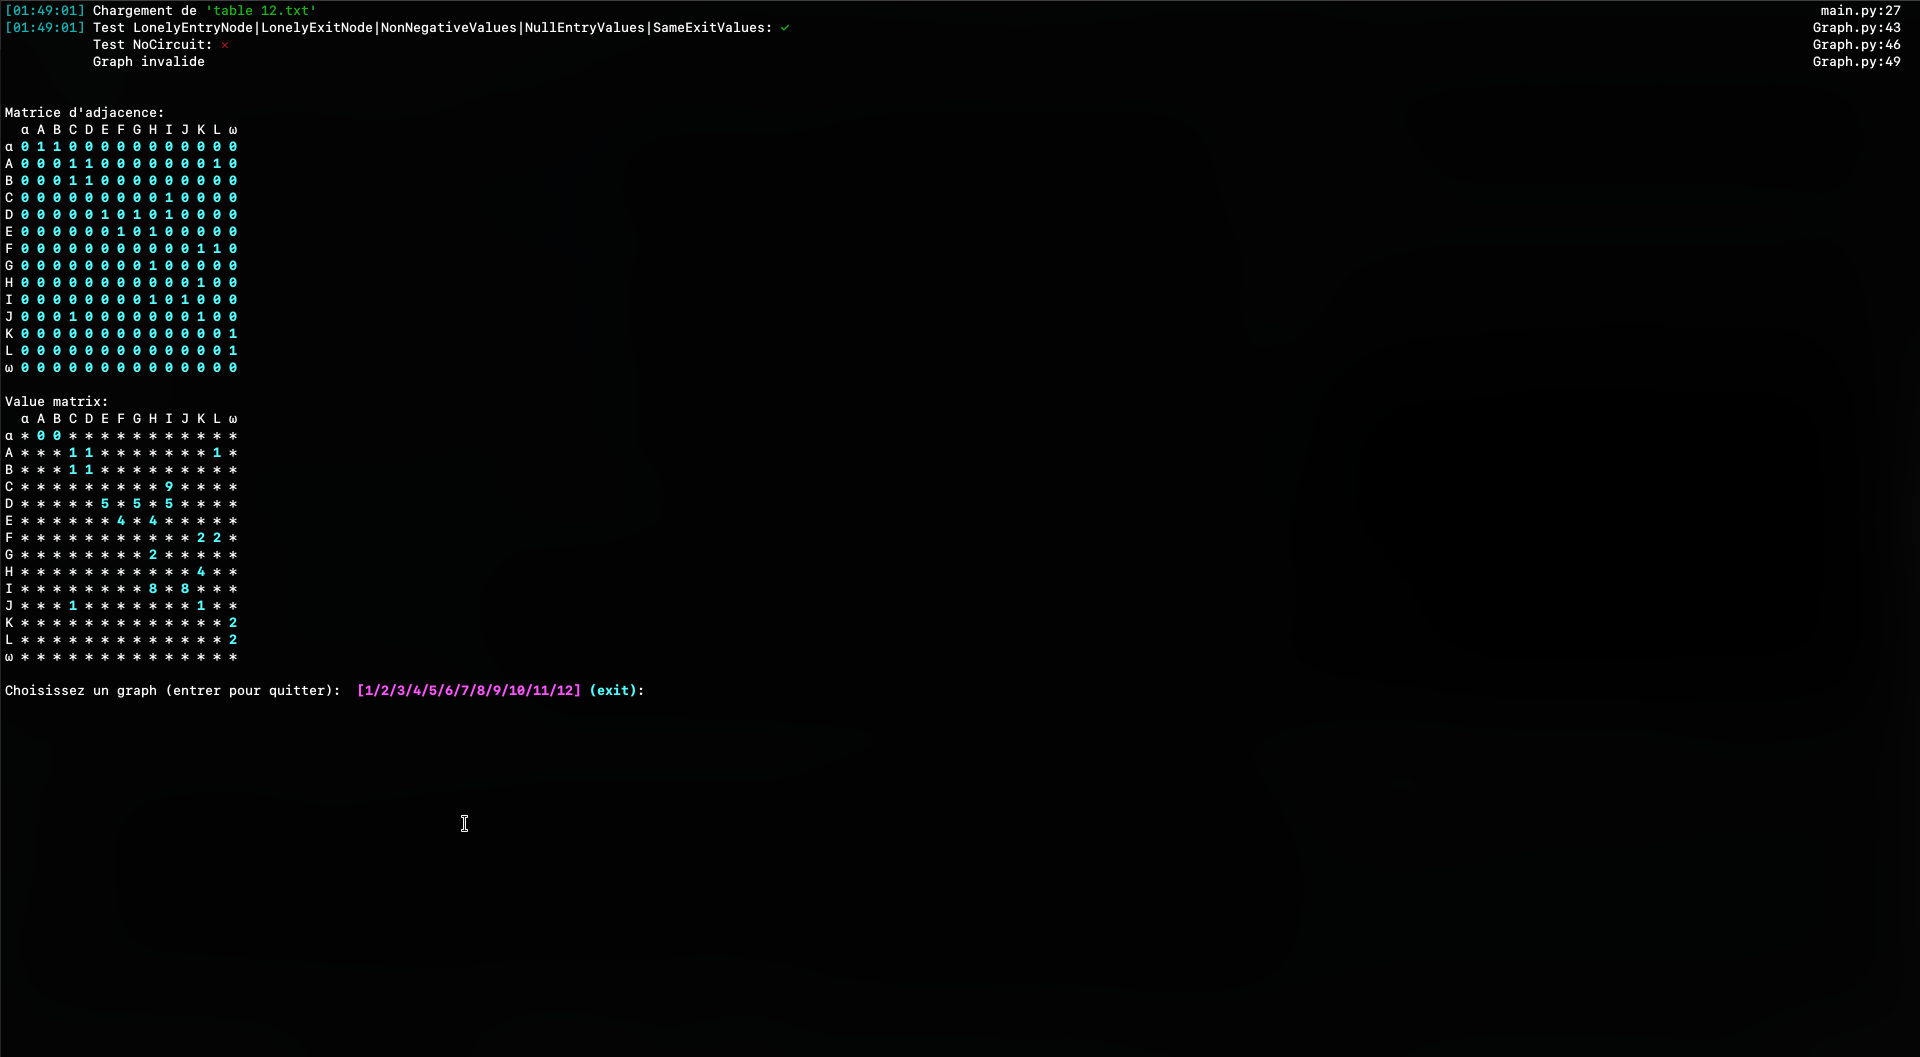 [01:49:01] Chargement de 'table 12.txt' main.py:27
[01:49:01] Test LonelyEntryNode|LonelyExitNode|NonNegativeValues|NullEntryValues|SameExitValues: ✓ Graph.py:43
Test NoCircuit: ✗ Graph.py:46
Graph invalide Graph.py:49
Matrice d'adjacence:
α A B C D E F G H I J K L ω
α 0 1 1 0 0 0 0 0 0 0 0 0 0 0
A 0 0 0 1 1 0 0 0 0 0 0 0 1 0
B 0 0 0 1 1 0 0 0 0 0 0 0 0 0
C 0 0 0 0 0 0 0 0 0 1 0 0 0 0
D 0 0 0 0 0 1 0 1 0 1 0 0 0 0
E 0 0 0 0 0 0 1 0 1 0 0 0 0 0
F 0 0 0 0 0 0 0 0 0 0 0 1 1 0
G 0 0 0 0 0 0 0 0 1 0 0 0 0 0
H 0 0 0 0 0 0 0 0 0 0 0 1 0 0
I 0 0 0 0 0 0 0 0 1 0 1 0 0 0
J 0 0 0 1 0 0 0 0 0 0 0 1 0 0
K 0 0 0 0 0 0 0 0 0 0 0 0 0 1
L 0 0 0 0 0 0 0 0 0 0 0 0 0 1
ω 0 0 0 0 0 0 0 0 0 0 0 0 0 0
Value matrix:
α A B C D E F G H I J K L ω
α * 0 0 * * * * * * * * * * *
A * * * 1 1 * * * * * * * 1 *
B * * * 1 1 * * * * * * * * *
C * * * * * * * * * 9 * * * *
D * * * * * 5 * 5 * 5 * * * *
E * * * * * * 4 * 4 * * * * *
F * * * * * * * * * * * 2 2 *
G * * * * * * * * 2 * * * * *
H * * * * * * * * * * * 4 * *
I * * * * * * * * 8 * 8 * * *
J * * * 1 * * * * * * * 1 * *
K * * * * * * * * * * * * * 2
L * * * * * * * * * * * * * 2
ω * * * * * * * * * * * * * *
Choisissez un graph (entrer pour quitter):  [1/2/3/4/5/6/7/8/9/10/11/12] (exit):